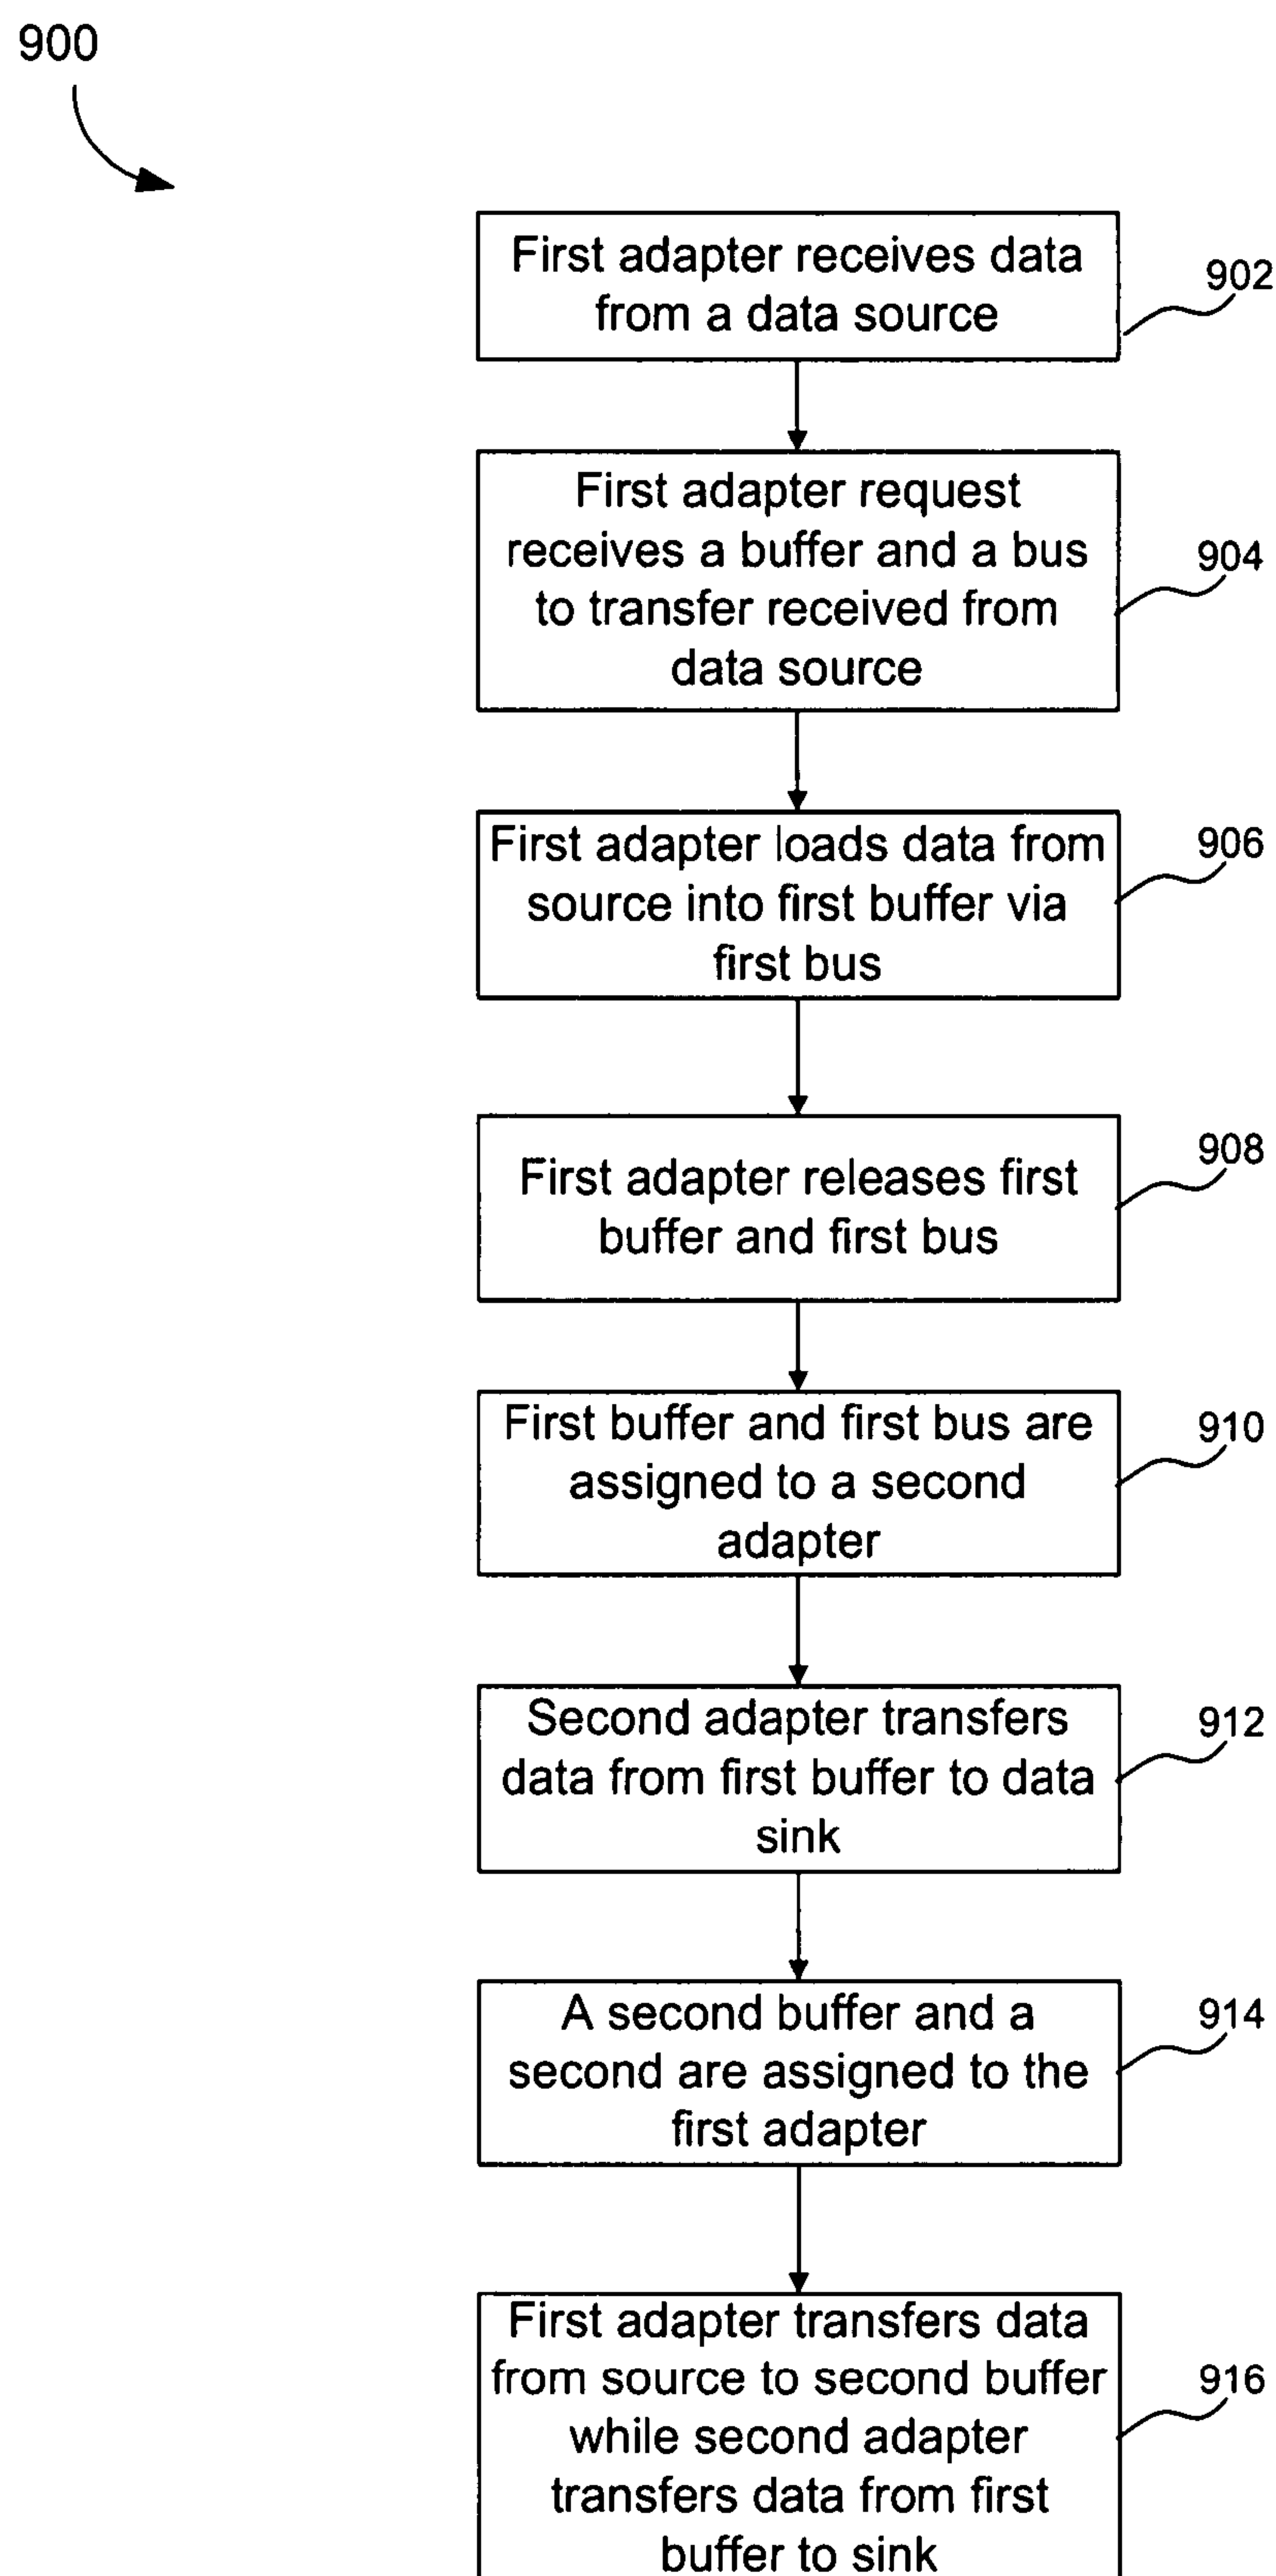 900
First adapter receives data
from a data source
902
First adapter request
receives a buffer and a bus
to transfer received from
data source
904
First adapter loads data from
source into first buffer via
first bus
906
First adapter releases first
buffer and first bus
908
First buffer and first bus are
assigned to a second
adapter
910
Second adapter transfers
data from first buffer to data
sink
912
A second buffer and a
second are assigned to the
first adapter
914
First adapter transfers data
from source to second buffer
while second adapter
transfers data from first
buffer to sink
916